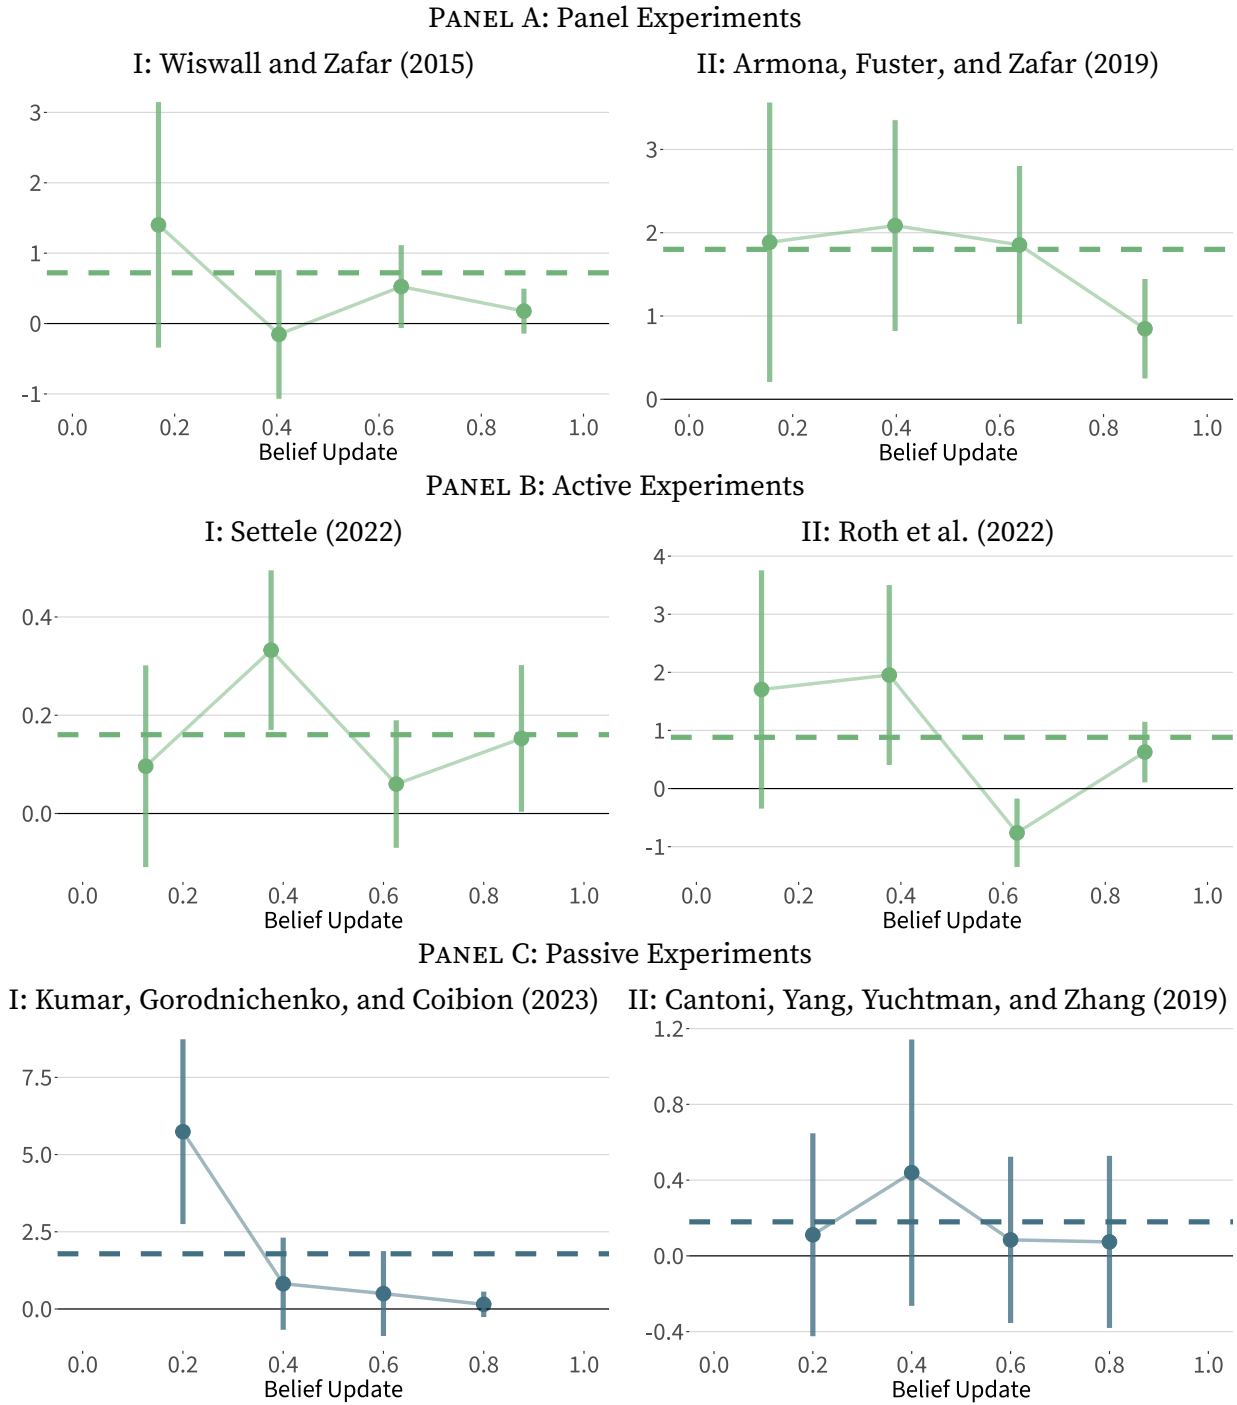 PANEL A: Panel Experiments
I: Wiswall and Zafar (2015)
3
2
1
0
-1
0.0 0.2 0.4 0.6 0.8 1.0
Belief Update
II: Armona, Fuster, and Zafar (2019)
3
2
1
0
0.0 0.2 0.4 0.6 0.8 1.0
Belief Update
PANEL B: Active Experiments
I: Settele (2022)
0.4
0.2
0.0
0.0 0.2 0.4 0.6 0.8 1.0
Belief Update
II: Roth et al. (2022)
4
3
2
1
0
-1
0.0 0.2 0.4 0.6 0.8 1.0
Belief Update
PANEL C: Passive Experiments
I: Kumar, Gorodnichenko, and Coibion (2023)
7.5
5.0
2.5
0.0
0.0 0.2 0.4 0.6 0.8 1.0
Belief Update
II: Cantoni, Yang, Yuchtman, and Zhang (2019)
1.2
0.8
0.4
0.0
-0.4
0.0 0.2 0.4 0.6 0.8 1.0
Belief Update